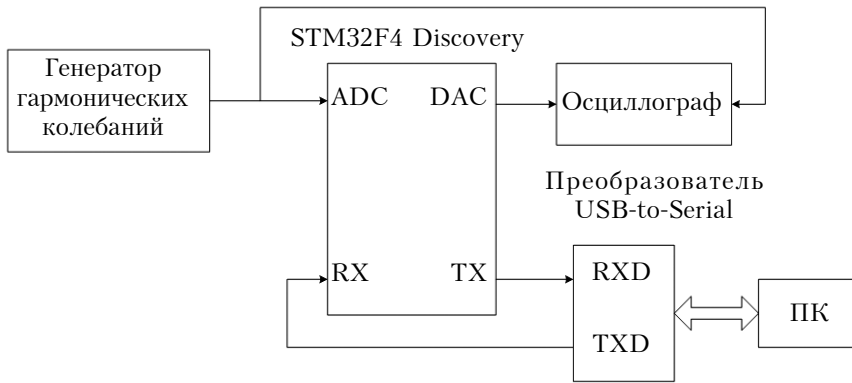 STM32F4 Discovery
Генератор
гармонических
колебаний
ADC
DAC
Осциллограф
Преобразователь
USB-to-Serial
RX
TX
RXD
TXD
ПК